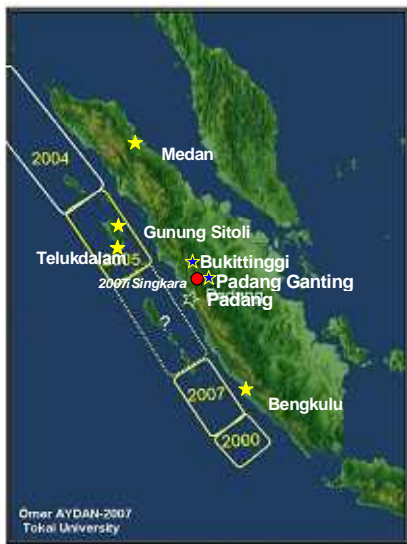 Medan
2004
Gunung Sitoli
Telukdalam
Bukittinggi
2007 Singkara
Padang Ganting
Padang
?
2007
Bengkulu
2000
Ömer AYDAN-2007
Tokai University